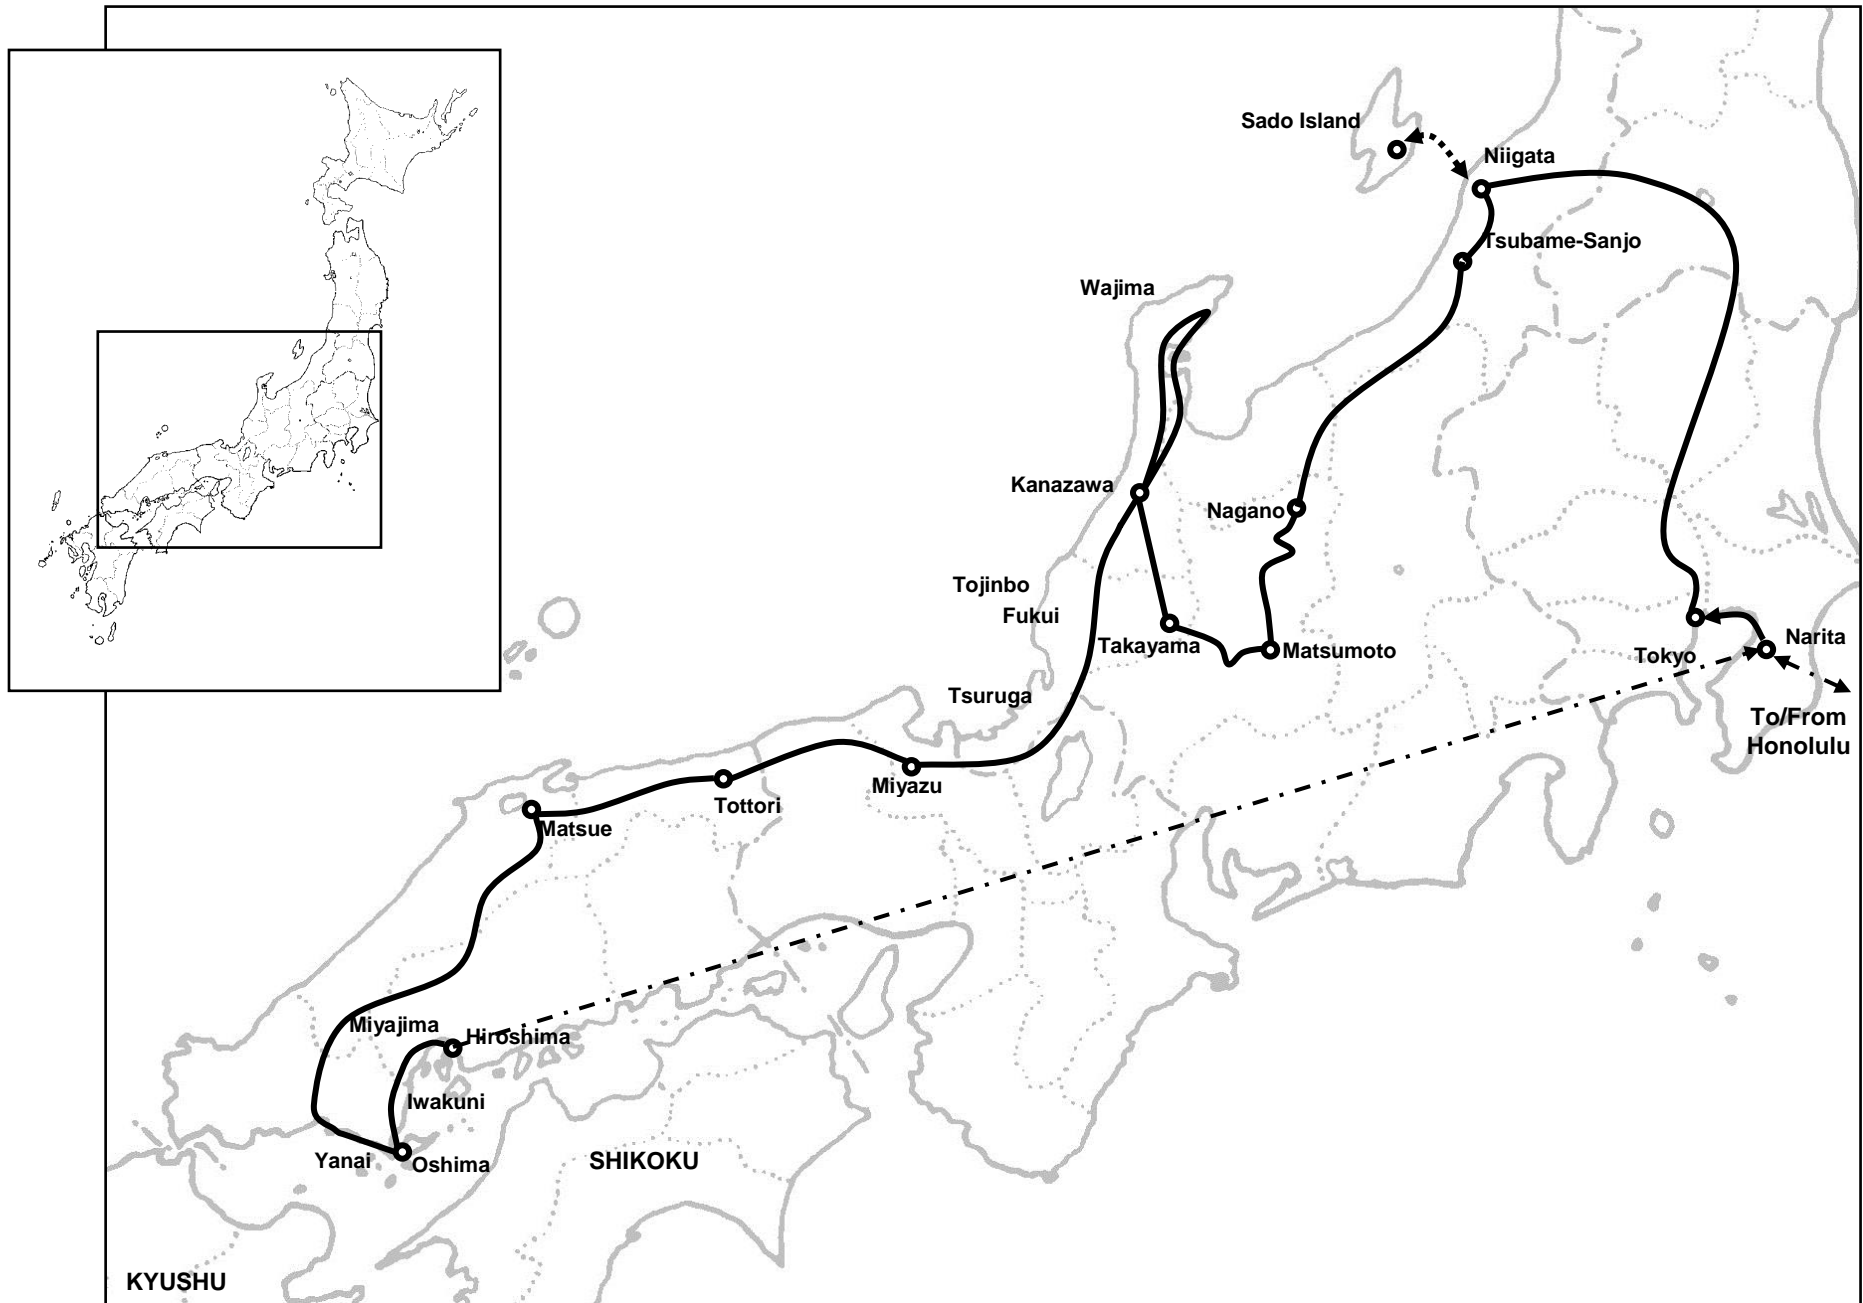 Sado Island
Niigata
Tsubame-Sanjo
Wajima
Kanazawa
Nagano
Tojinbo
Fukui
Takayama
Matsumoto
Narita
Tokyo
Tsuruga
To/From
Honolulu
Miyazu
Tottori
Matsue
Miyajima
Hiroshima
Iwakuni
Yanai
Oshima
SHIKOKU
KYUSHU